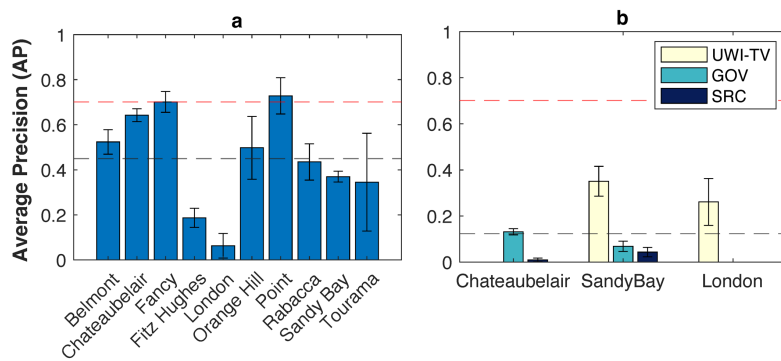 a
Average Precision (AP)
1
0.8
0.6
0.4
0.2
0
Belmont
Chateaubelair
Fancy
Fitz Hughes
London
Orange Hill
Point
Rabacca
Sandy Bay
Tourama
b
1
0.8
0.6
0.4
0.2
0
UWI-TV
GOV
SRC
Chateaubelair
SandyBay
London